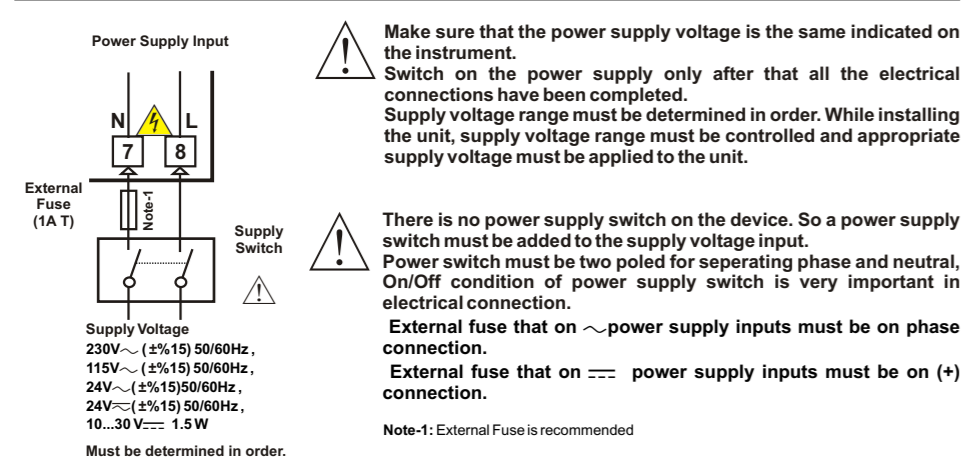 Power Supply Input
N L
7 8
External
Fuse
(1A T)
Note-1
Supply
Switch
Supply Voltage
230V∼ (±%15) 50/60Hz,
115V∼ (±%15) 50/60Hz,
24V∼(±%15)50/60Hz,
24V⏦(±%15) 50/60Hz,
10...30 V⎓ 1.5 W
Must be determined in order.
Make sure that the power supply voltage is the same indicated on
the instrument.
Switch on the power supply only after that all the electrical
connections have been completed.
Supply voltage range must be determined in order. While installing
the unit, supply voltage range must be controlled and appropriate
supply voltage must be applied to the unit.
There is no power supply switch on the device. So a power supply
switch must be added to the supply voltage input.
Power switch must be two poled for seperating phase and neutral,
On/Off condition of power supply switch is very important in
electrical connection.
External fuse that on ∼power supply inputs must be on phase
connection.
External fuse that on ⎓ power supply inputs must be on (+)
connection.
Note-1: External Fuse is recommended